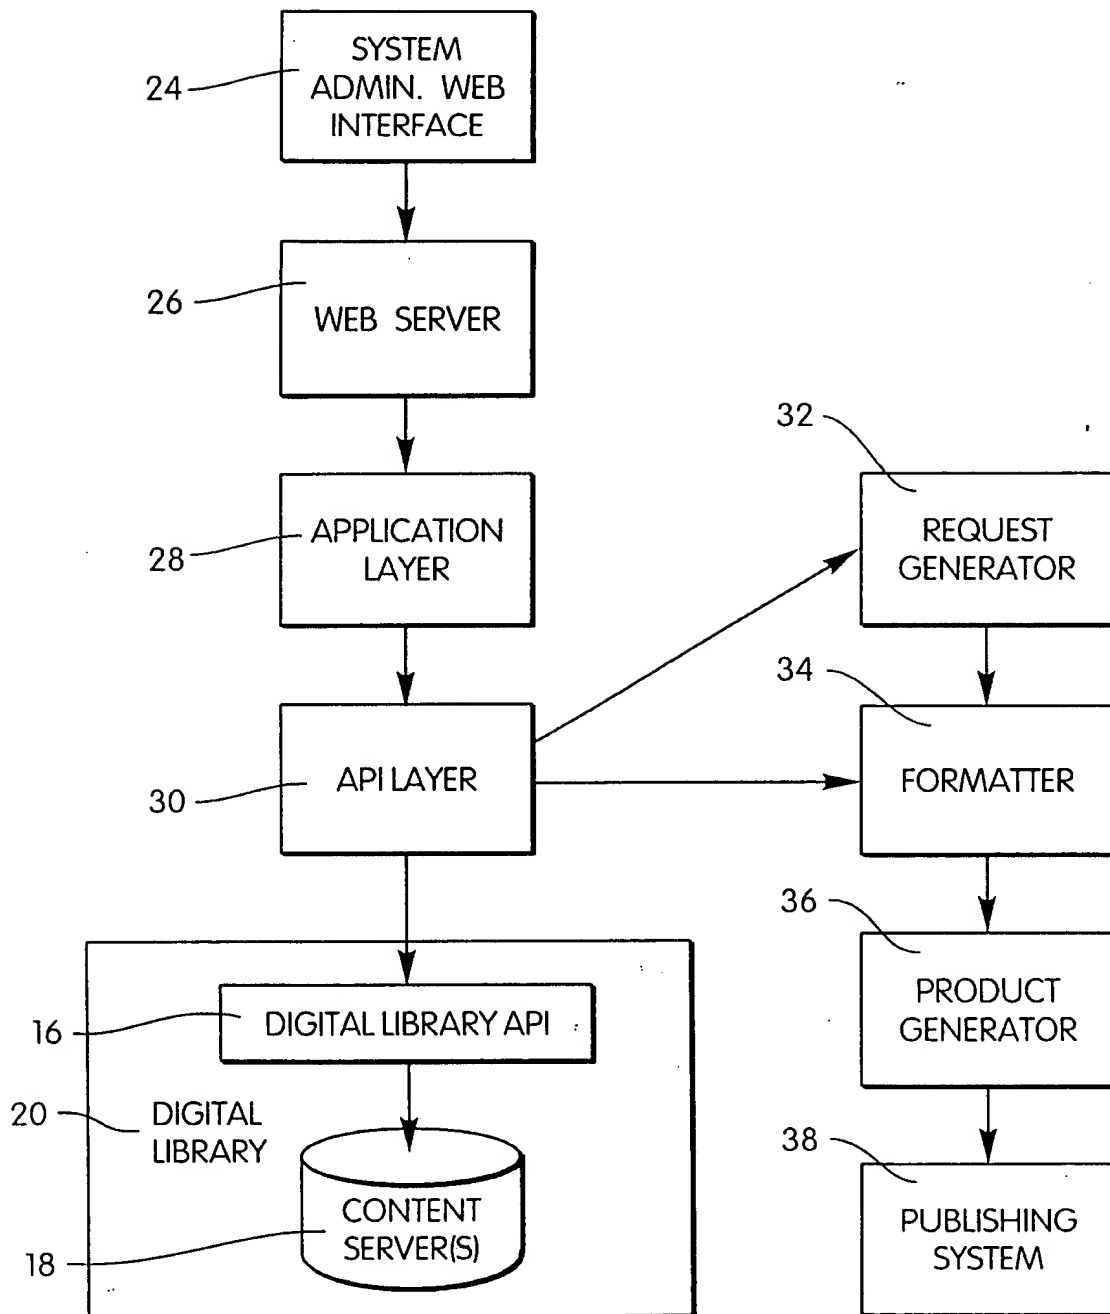 SYSTEM
ADMIN. WEB
INTERFACE
24
26
WEB SERVER
32
28
APPLICATION
LAYER
REQUEST
GENERATOR
34
30
API LAYER
FORMATTER
36
16
DIGITAL LIBRARY API
PRODUCT
GENERATOR
20
DIGITAL
LIBRARY
38
18
CONTENT
SERVER(S)
PUBLISHING
SYSTEM